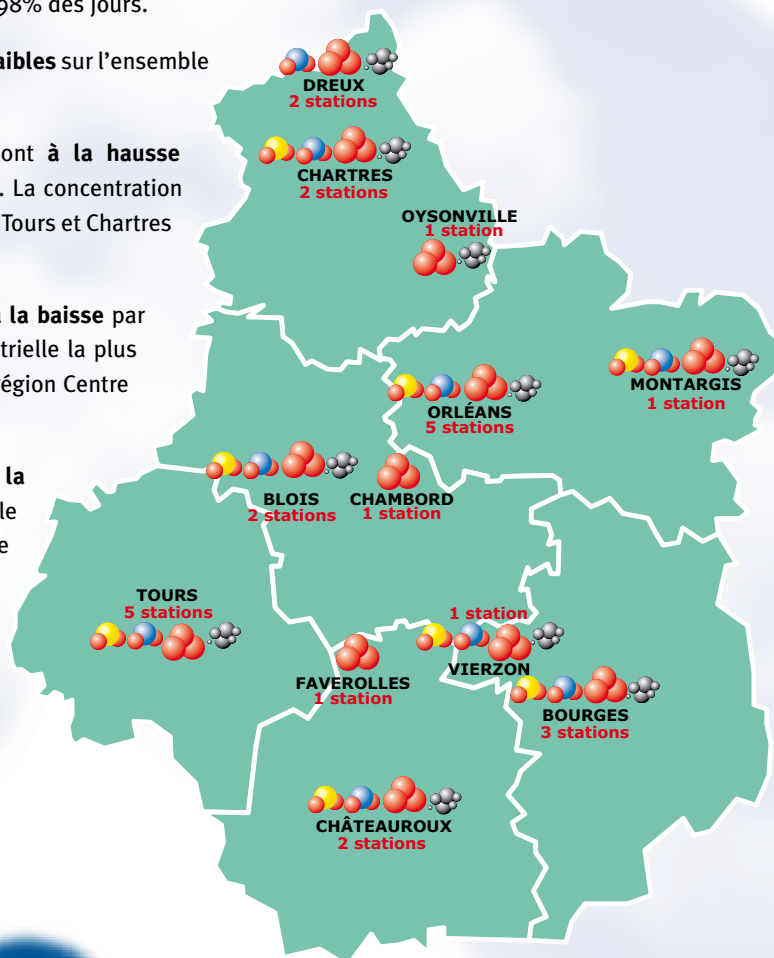 98% des jours.
aibles sur l'ensemble
ont à la hausse
. La concentration
Tours et Chartres
à la baisse par
trielle la plus
égion Centre
la
le
e
DREUX
2 stations
CHARTRES
2 stations
OYSONVILLE
1 station
MONTARGIS
1 station
ORLÉANS
5 stations
BLOIS
2 stations
CHAMBORD
1 station
TOURS
5 stations
1 station
VIERZON
FAVEROLLES
1 station
BOURGES
3 stations
CHÂTEAUROUX
2 stations